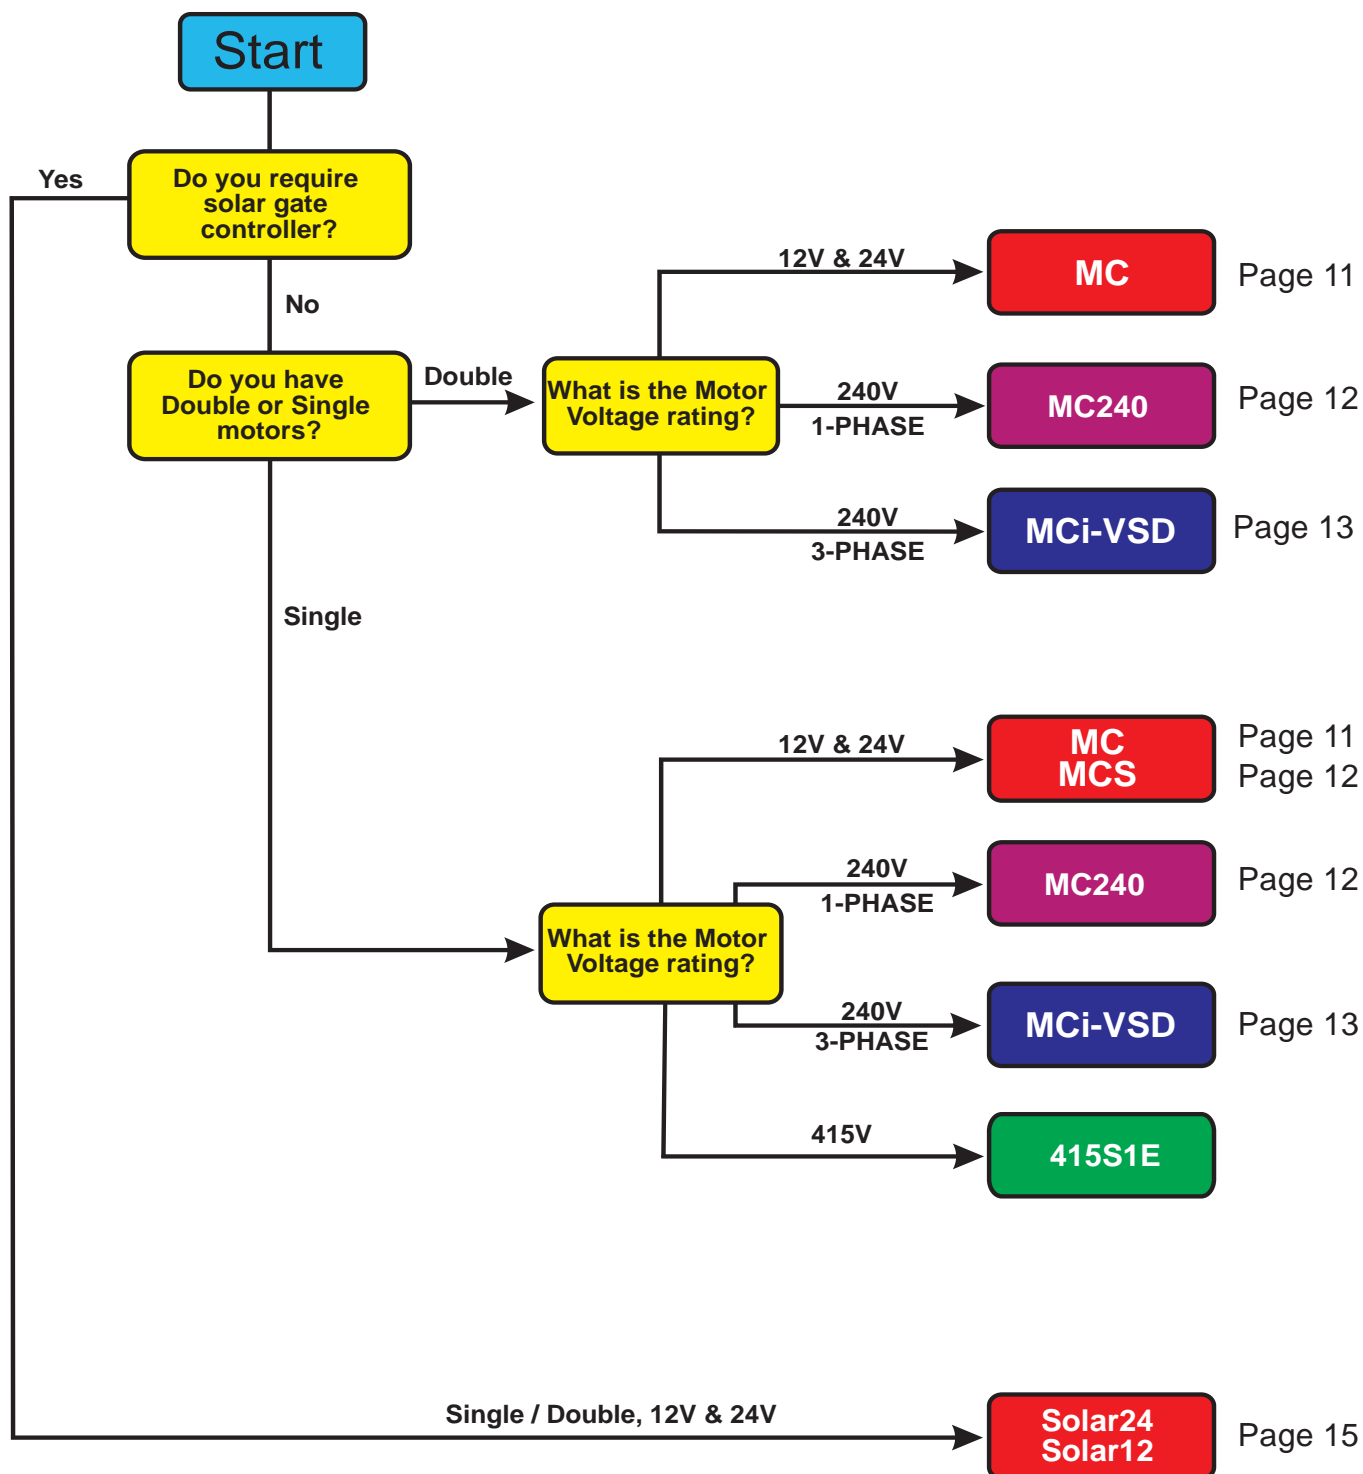 Start
Yes
Do you require
solar gate
controller?
No
Do you have
Double or Single
motors?
Double
What is the Motor
Voltage rating?
12V & 24V
MC
Page 11
240V
1-PHASE
MC240
Page 12
240V
3-PHASE
MCi-VSD
Page 13
Single
What is the Motor
Voltage rating?
12V & 24V
MC
MCS
Page 11
Page 12
240V
1-PHASE
MC240
Page 12
240V
3-PHASE
MCi-VSD
Page 13
415V
415S1E
Single / Double, 12V & 24V
Solar24
Solar12
Page 15